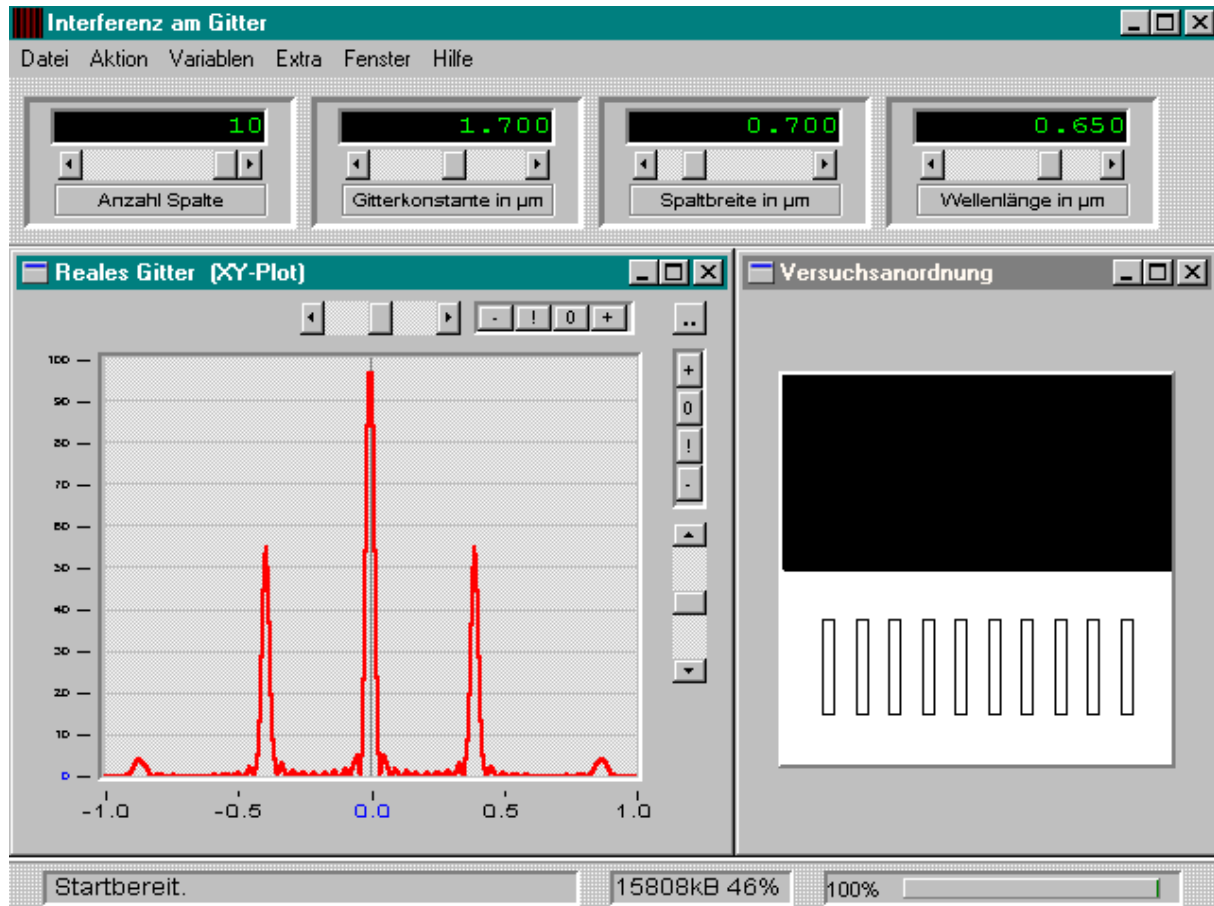 Interferenz am Gitter
Datei Aktion Variablen Extra Fenster Hilfe
10 1.700 0.700 0.650
Anzahl Spalte Gitterkonstante in µm Spaltbreite in µm Wellenlänge in µm
Reales Gitter (XY-Plot)
Versuchsanordnung
- ! 0 + ..
+
0
!
-
100
90
80
70
60
50
40
30
20
10
0
-1.0 -0.5 0.0 0.5 1.0
Startbereit. 15808kB 46% 100%